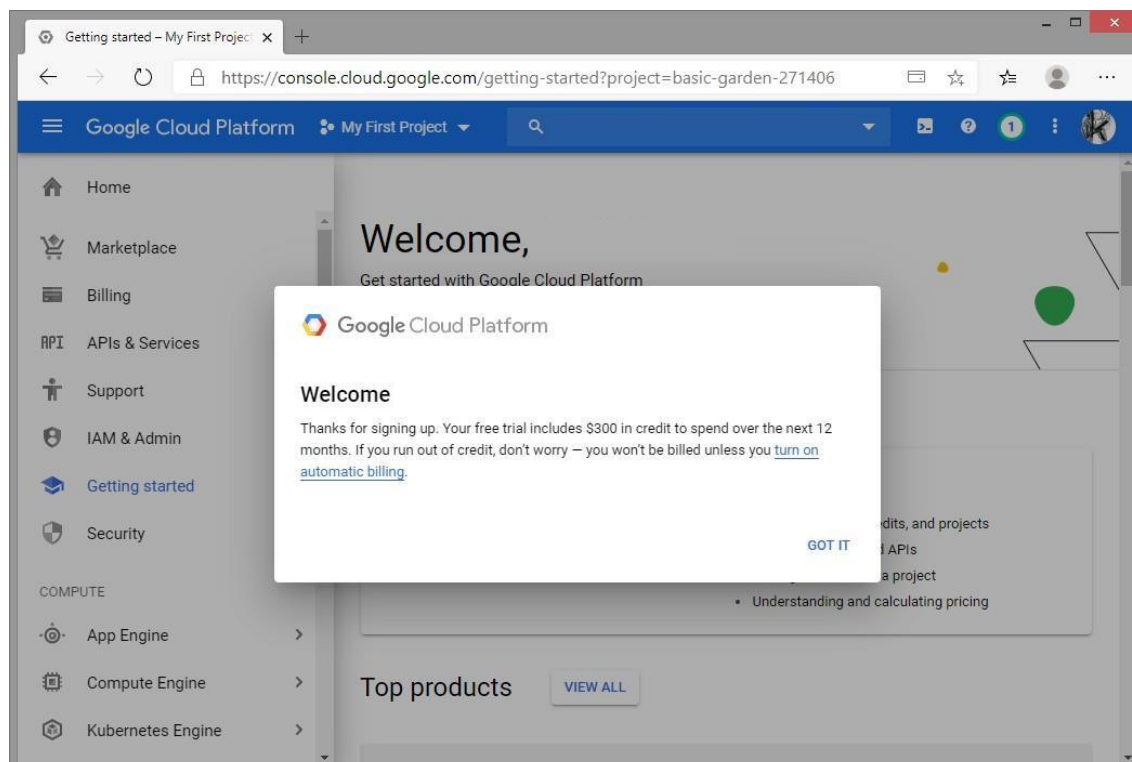 Getting started – My First Projec
https://console.cloud.google.com/getting-started?project=basic-garden-271406
Google Cloud Platform
My First Project
1
Home
Marketplace
Billing
API
APIs & Services
Support
IAM & Admin
Getting started
Security
COMPUTE
App Engine
Compute Engine
Kubernetes Engine
Welcome,
Get started with Google Cloud Platform
Google Cloud Platform
Welcome
Thanks for signing up. Your free trial includes $300 in credit to spend over the next 12
months. If you run out of credit, don't worry — you won't be billed unless you turn on
automatic billing.
GOT IT
edits, and projects
APIs
a project
• Understanding and calculating pricing
Top products
VIEW ALL